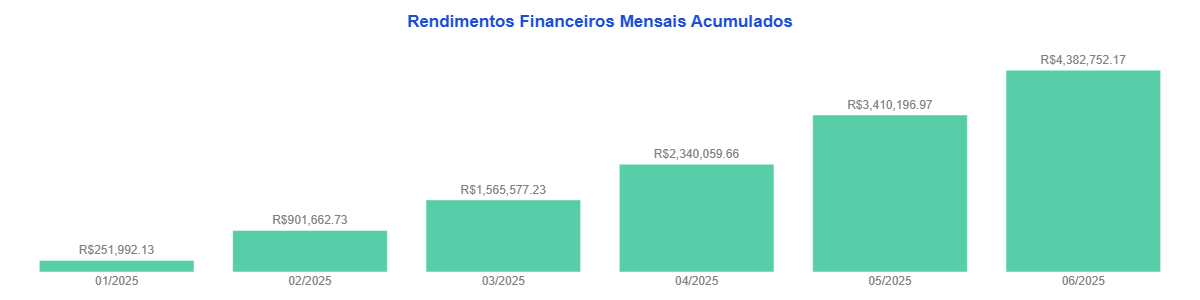 Rendimentos Financeiros Mensais Acumulados
R$4,382,752.17
R$3,410,196.97
R$2,340,059.66
R$1,565,577.23
R$901,662.73
R$251,992.13
01/2025 02/2025 03/2025 04/2025 05/2025 06/2025